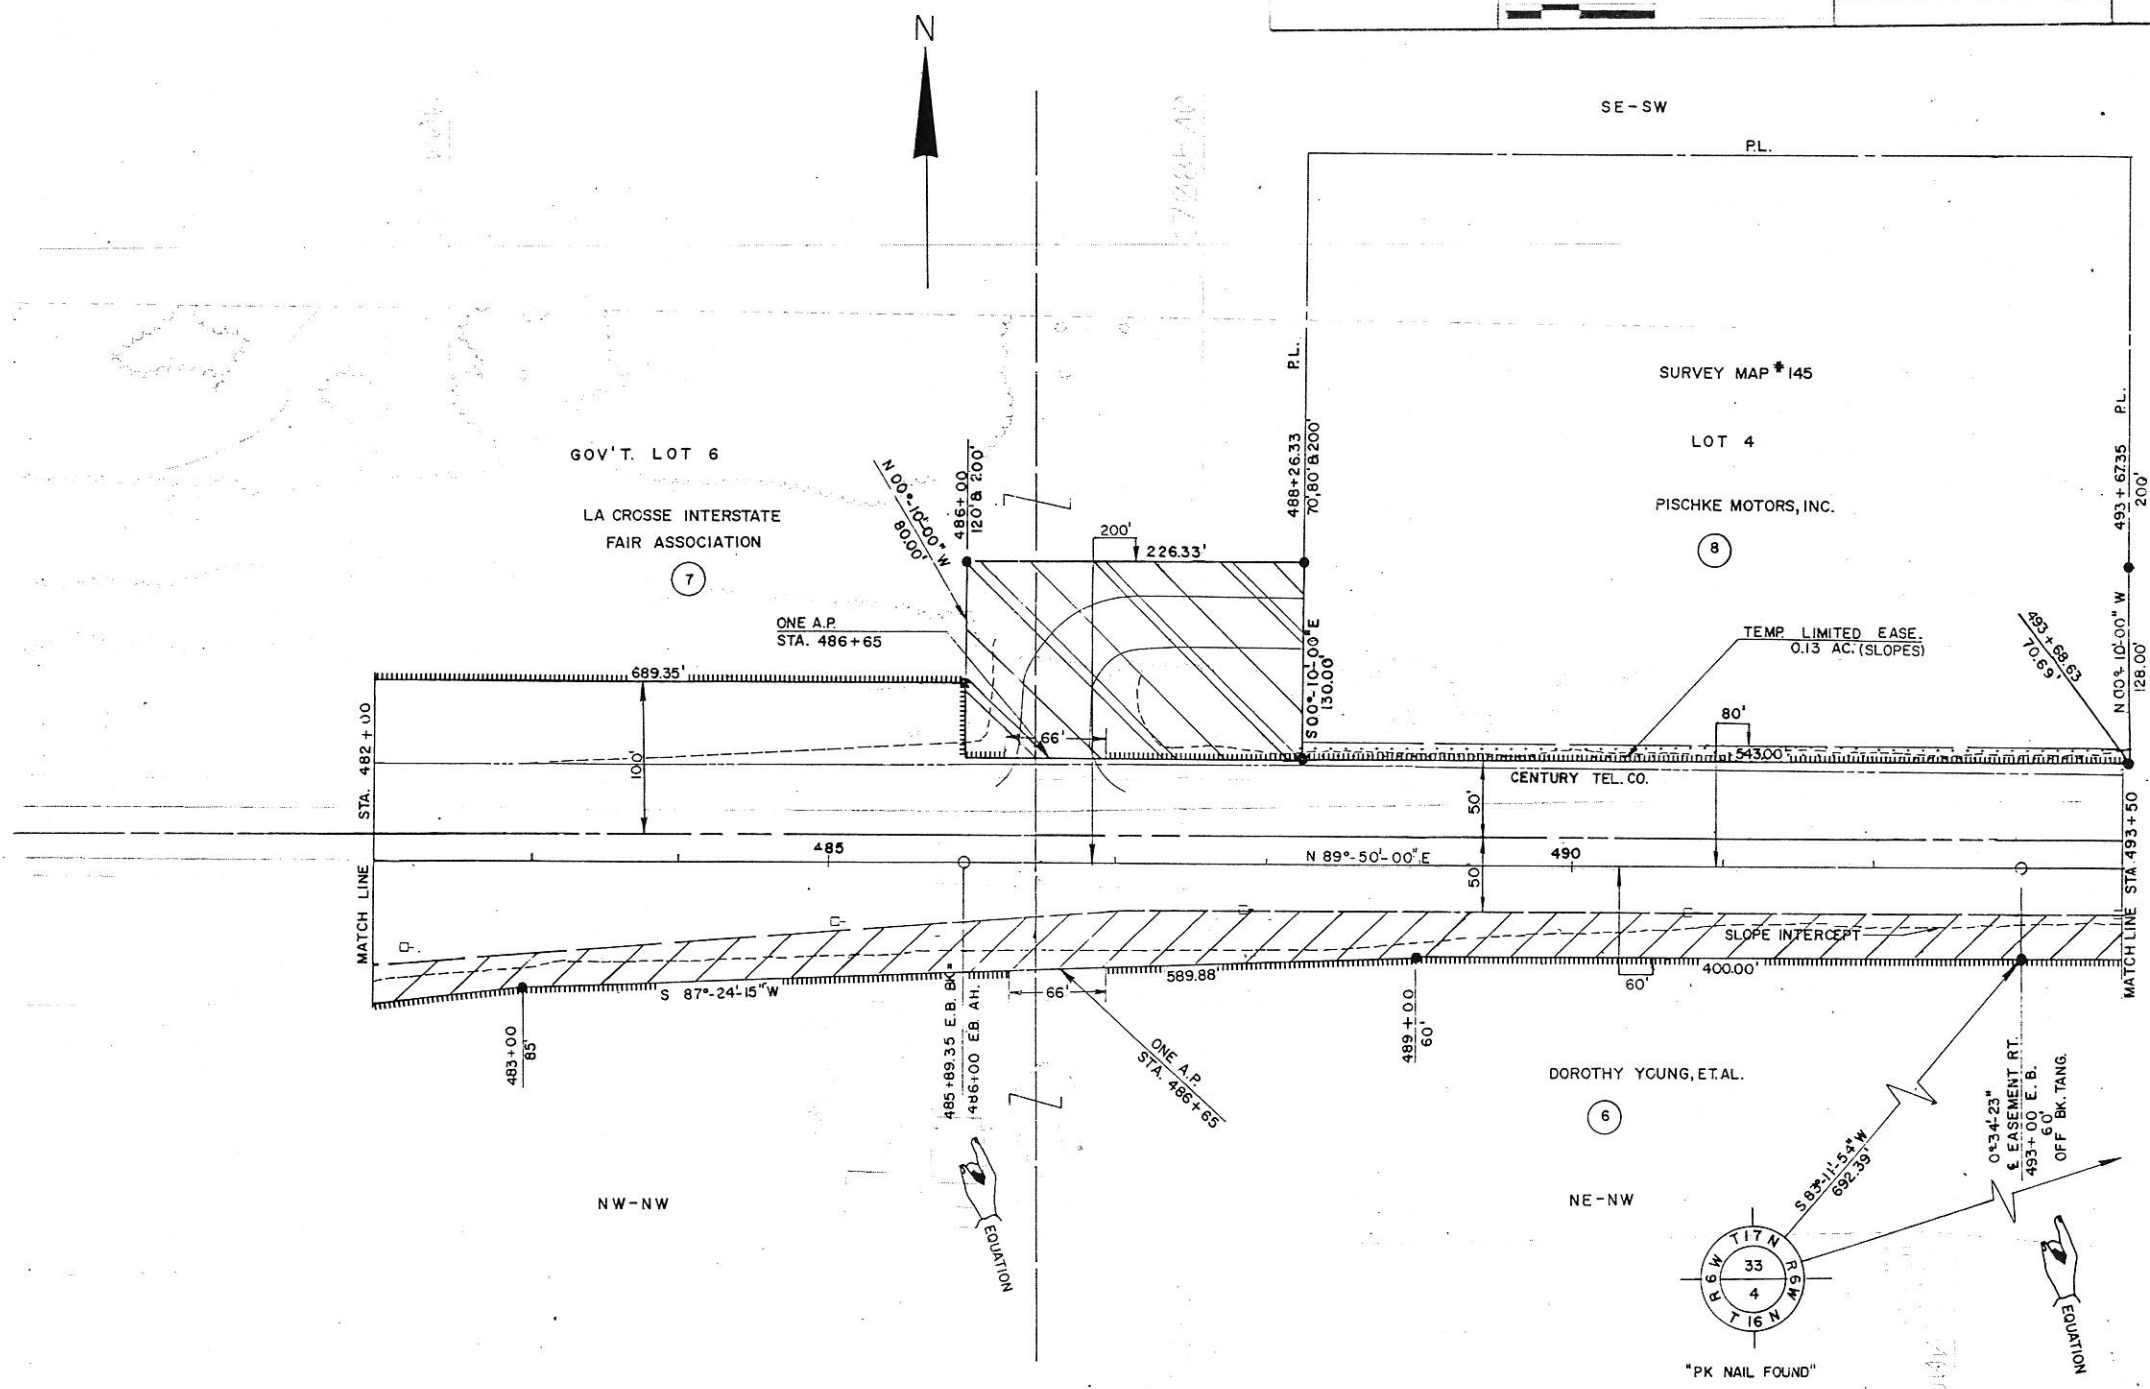 N
SE-SW
P.L.
P.L.
SURVEY MAP #145
LOT 4
PISCHKE MOTORS, INC.
8
493 + 67.35 P.L.
200'
N 00°-10'-00" W
128.00'
GOV'T. LOT 6
LA CROSSE INTERSTATE
FAIR ASSOCIATION
7
N 00°-10'-00" W
80.00'
486+00
120' & 200'
488+26.33
70,80' & 200'
200'
226.33'
ONE A.P.
STA. 486+65
S 00°-10'-00" E
130.00'
TEMP. LIMITED EASE.
0.13 AC. (SLOPES)
493+68.63
70.69'
689.35'
66'
80'
543.00'
CENTURY TEL. CO.
STA. 482 + 00
MATCH LINE
100'
50'
485
N 89°-50'-00" E
490
50'
MATCH LINE STA. 493+50
SLOPE INTERCEPT
S 87°-24'-15" W
66'
589.88'
60'
400.00'
483+00
85'
485+89.35 E.B. BK"
486+00 E.B. AH.
ONE A.P.
STA. 486+65
489+00
60'
DOROTHY YOUNG, ET.AL.
6
0°-34'-23"
℄ EASEMENT RT.
493+00 E. B.
60'
OFF BK. TANG.
S 83°-11'-54" W
692.39'
NW-NW
NE-NW
EQUATION
T 17 N
R 6 W
33
4
R 6 W
T 16 N
EQUATION
"PK NAIL FOUND"